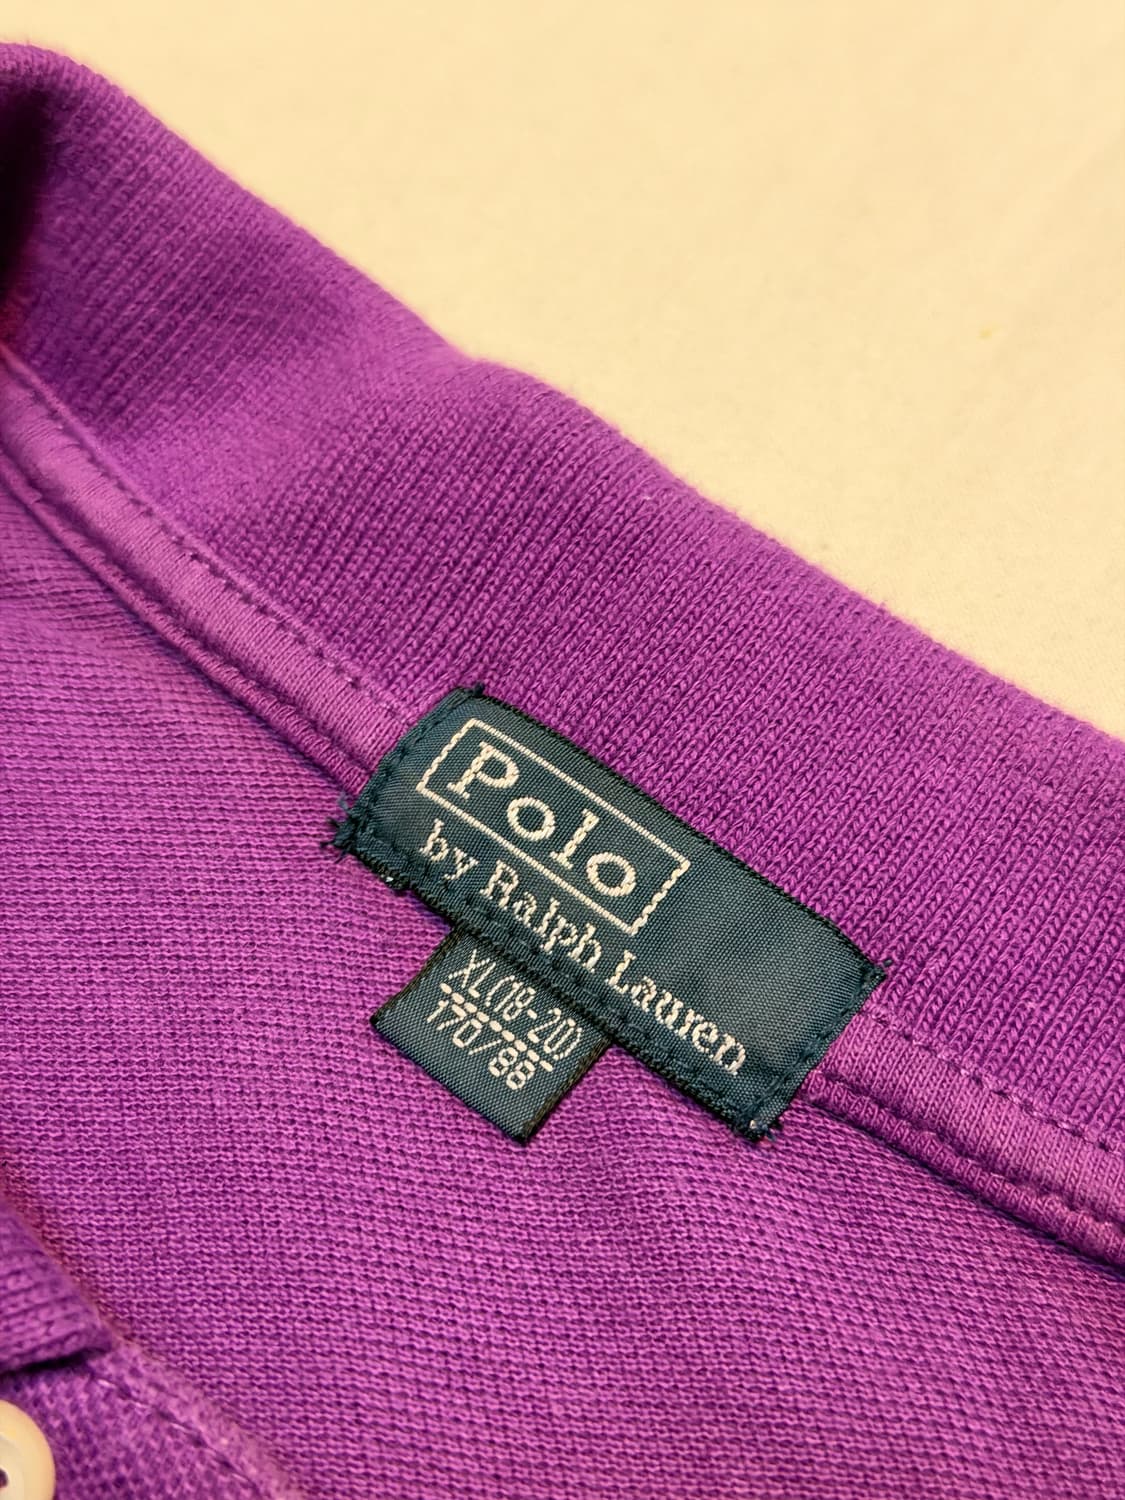 Polo
by Ralph Lauren
XL(18-20)
170/88